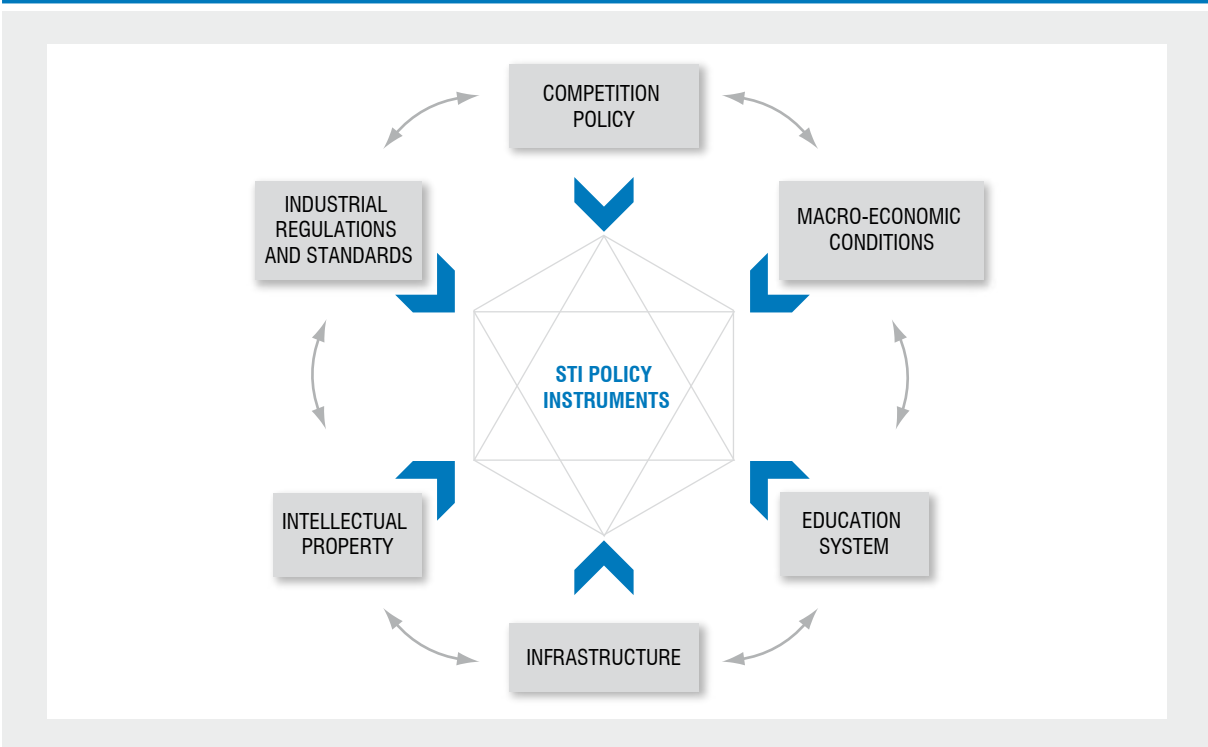 COMPETITION
POLICY
INDUSTRIAL
REGULATIONS
AND STANDARDS
MACRO-ECONOMIC
CONDITIONS
STI POLICY
INSTRUMENTS
INTELLECTUAL
PROPERTY
EDUCATION
SYSTEM
INFRASTRUCTURE